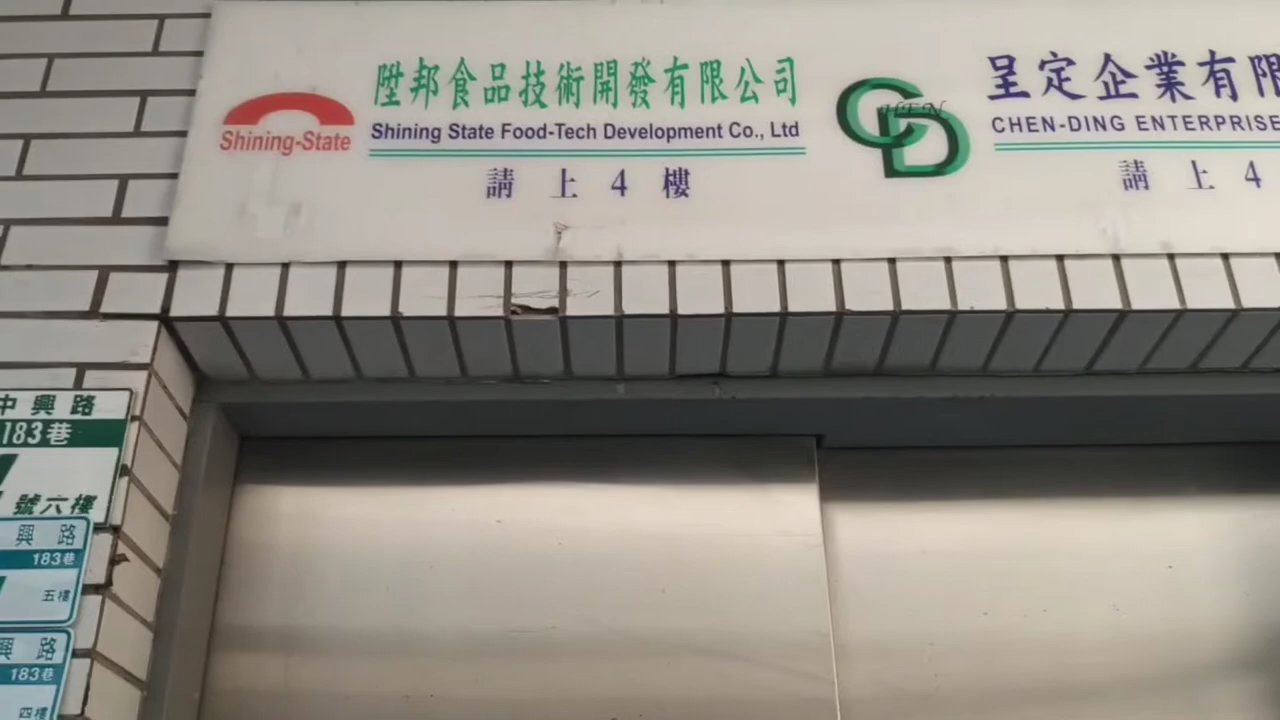 陞邦食品技術開發有限公司
Shining-State
Shining State Food-Tech Development Co., Ltd
請上4樓
CHEN
CD
呈定企業有限
CHEN-DING ENTERPRISE
請上4
中興路
183巷
號六樓
興路
183巷
五樓
興路
183巷
四樓